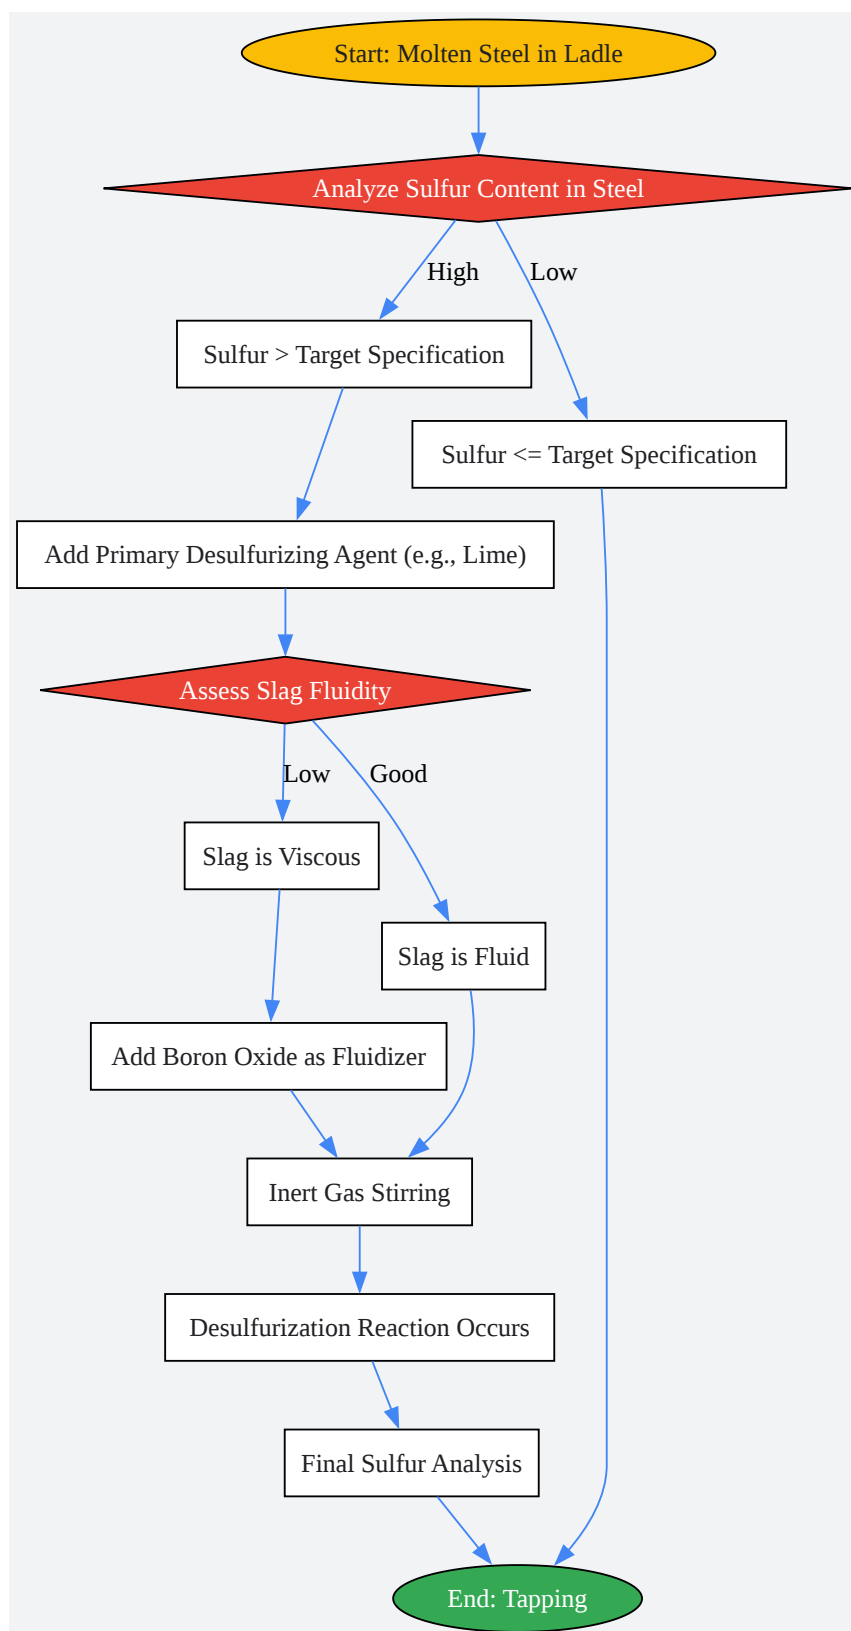 Start: Molten Steel in Ladle
Analyze Sulfur Content in Steel
High
Low
Sulfur > Target Specification
Sulfur <= Target Specification
Add Primary Desulfurizing Agent (e.g., Lime)
Assess Slag Fluidity
Low
Good
Slag is Viscous
Slag is Fluid
Add Boron Oxide as Fluidizer
Inert Gas Stirring
Desulfurization Reaction Occurs
Final Sulfur Analysis
End: Tapping